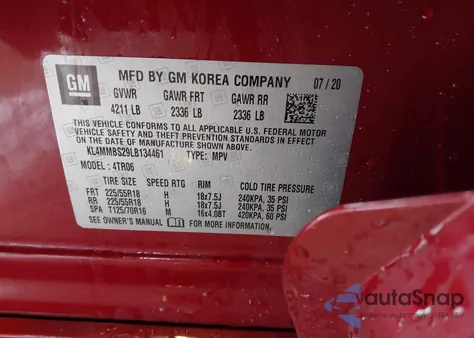 GM MFD BY GM KOREA COMPANY 07/20
GVWR GAWR FRT GAWR RR
4211 LB 2336 LB 2336 LB
THIS VEHICLE CONFORMS TO ALL APPLICABLE U.S. FEDERAL MOTOR
VEHICLE SAFETY AND THEFT PREVENTION STANDARDS IN EFFECT ON
THE DATE OF MANUFACTURE SHOWN ABOVE.
KL4MMBS29LB134461 TYPE: MPV
MODEL: 4TR06
TIRE SIZE SPEED RTG RIM COLD TIRE PRESSURE
FRT 225/55R18 H 18x7.5J 240KPA, 35 PSI
RR 225/55R18 H 18x7.5J 240KPA, 35 PSI
SPA T125/70R16 M 16x4.0BT 420KPA, 60 PSI
SEE OWNER'S MANUAL FOR MORE INFORMATION.
autaSnap